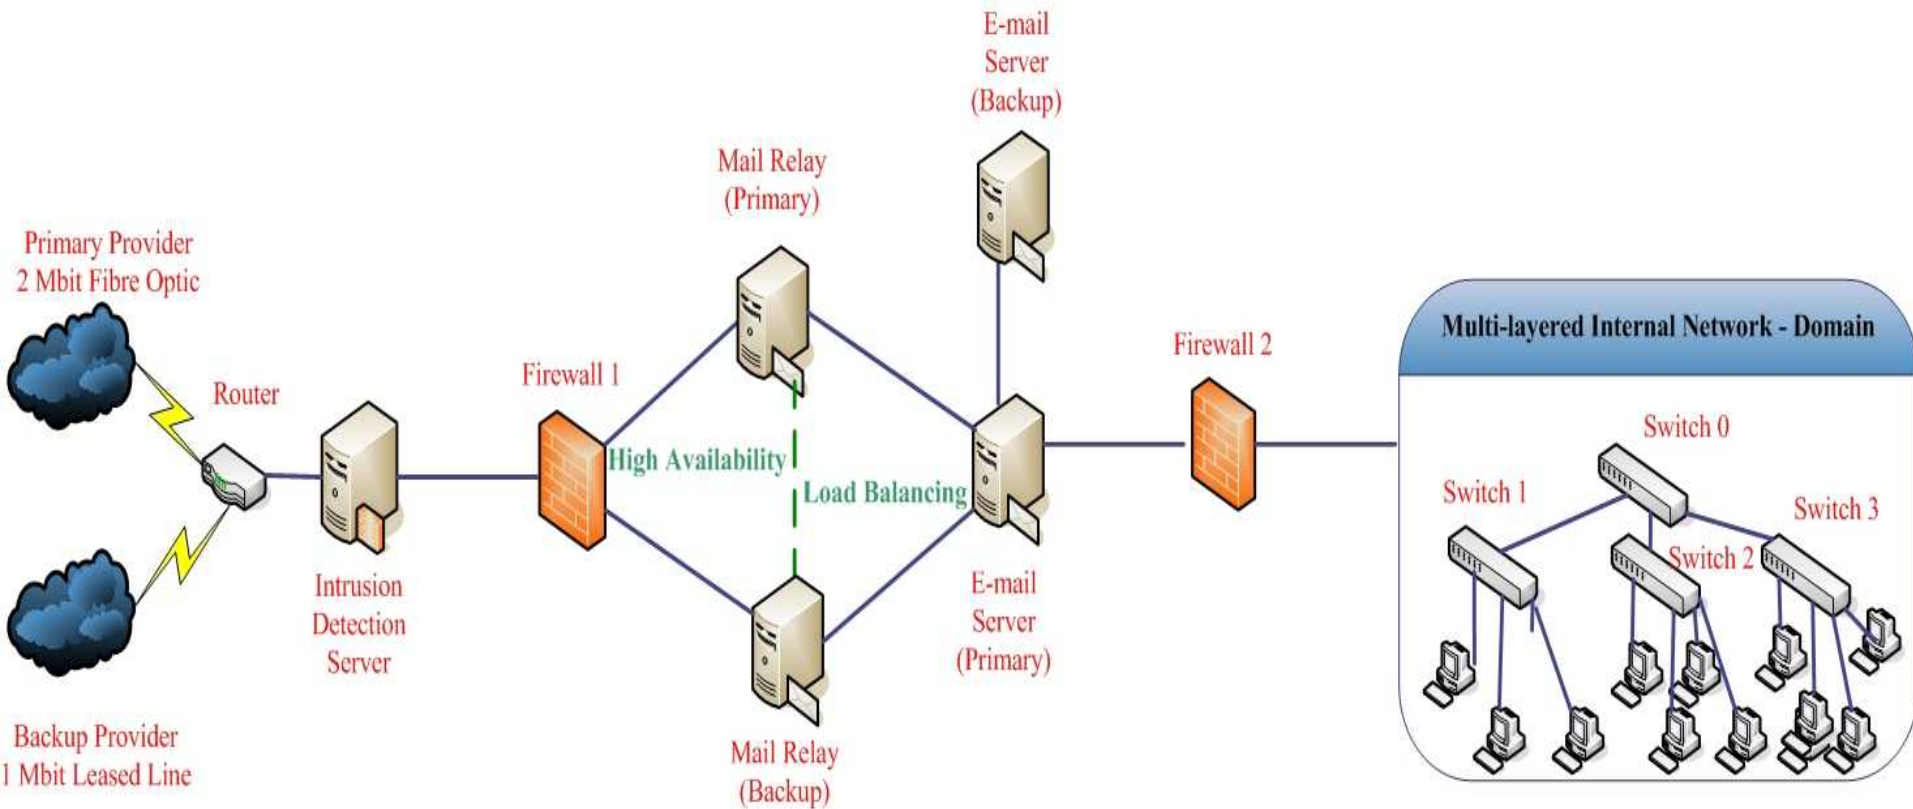 Primary Provider
2 Mbit Fibre Optic
Router
Backup Provider
1 Mbit Leased Line
Intrusion
Detection
Server
Firewall 1
High Availability
Load Balancing
Mail Relay
(Primary)
Mail Relay
(Backup)
E-mail
Server
(Backup)
E-mail
Server
(Primary)
Firewall 2
Multi-layered Internal Network - Domain
Switch 0
Switch 1
Switch 2
Switch 3